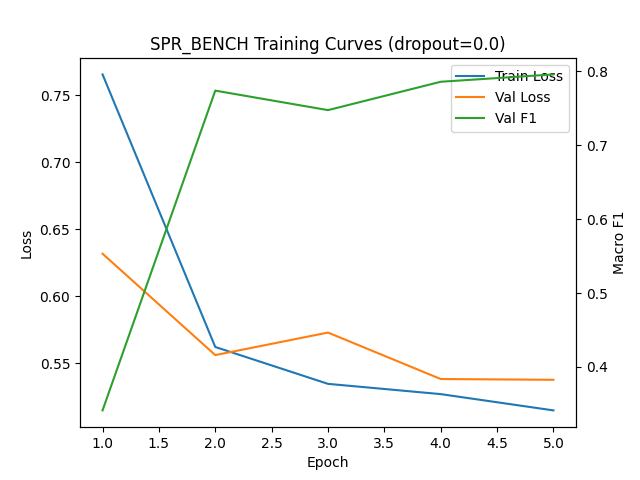 SPR_BENCH Training Curves (dropout=0.0)
Train Loss
Val Loss
Val F1
0.75
0.70
0.65
0.60
0.55
Loss
0.8
0.7
0.6
0.5
0.4
Macro F1
1.0 1.5 2.0 2.5 3.0 3.5 4.0 4.5 5.0
Epoch